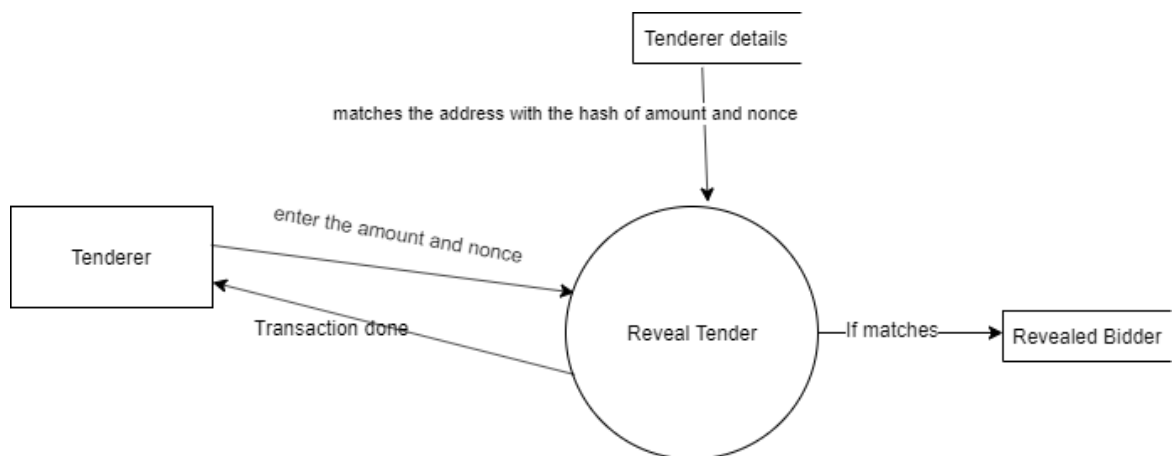 Tenderer details
matches the address with the hash of amount and nonce
enter the amount and nonce
Tenderer
Transaction done
Reveal Tender
If matches
Revealed Bidder